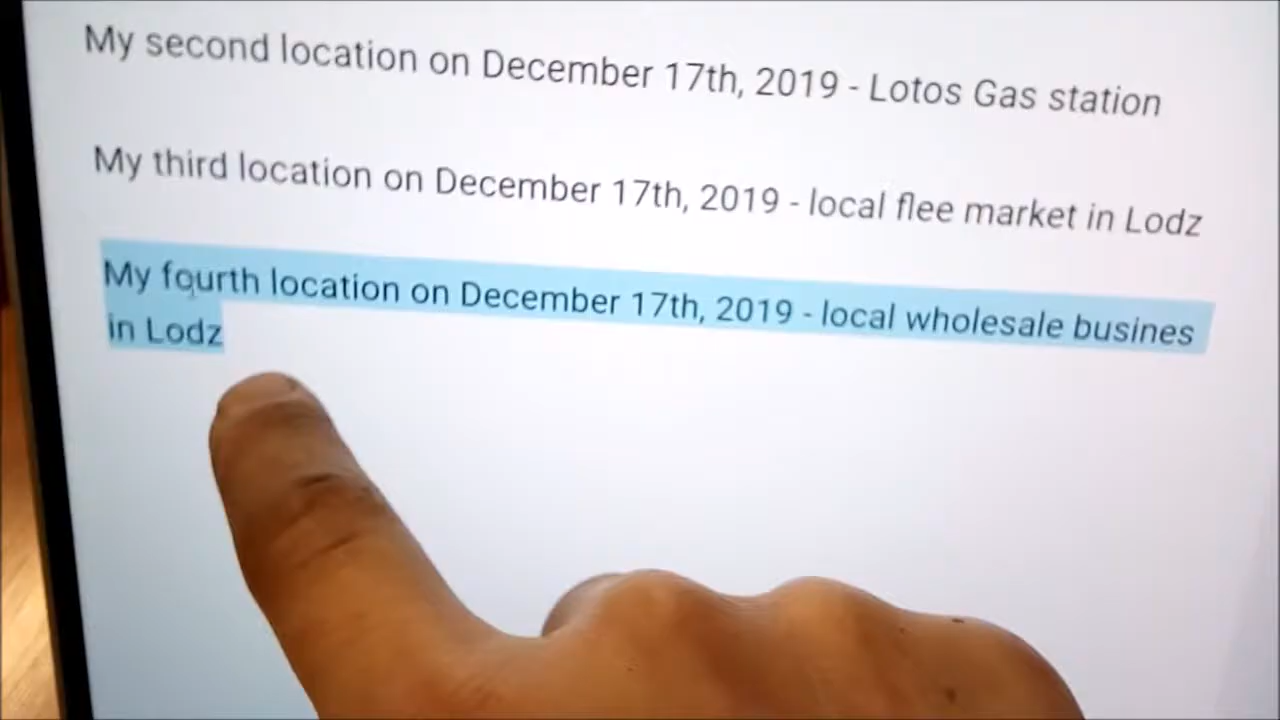 My second location on December 17th, 2019 - Lotos Gas station
My third location on December 17th, 2019 - local flee market in Lodz
My fourth location on December 17th, 2019 - local wholesale busines
in Lodz